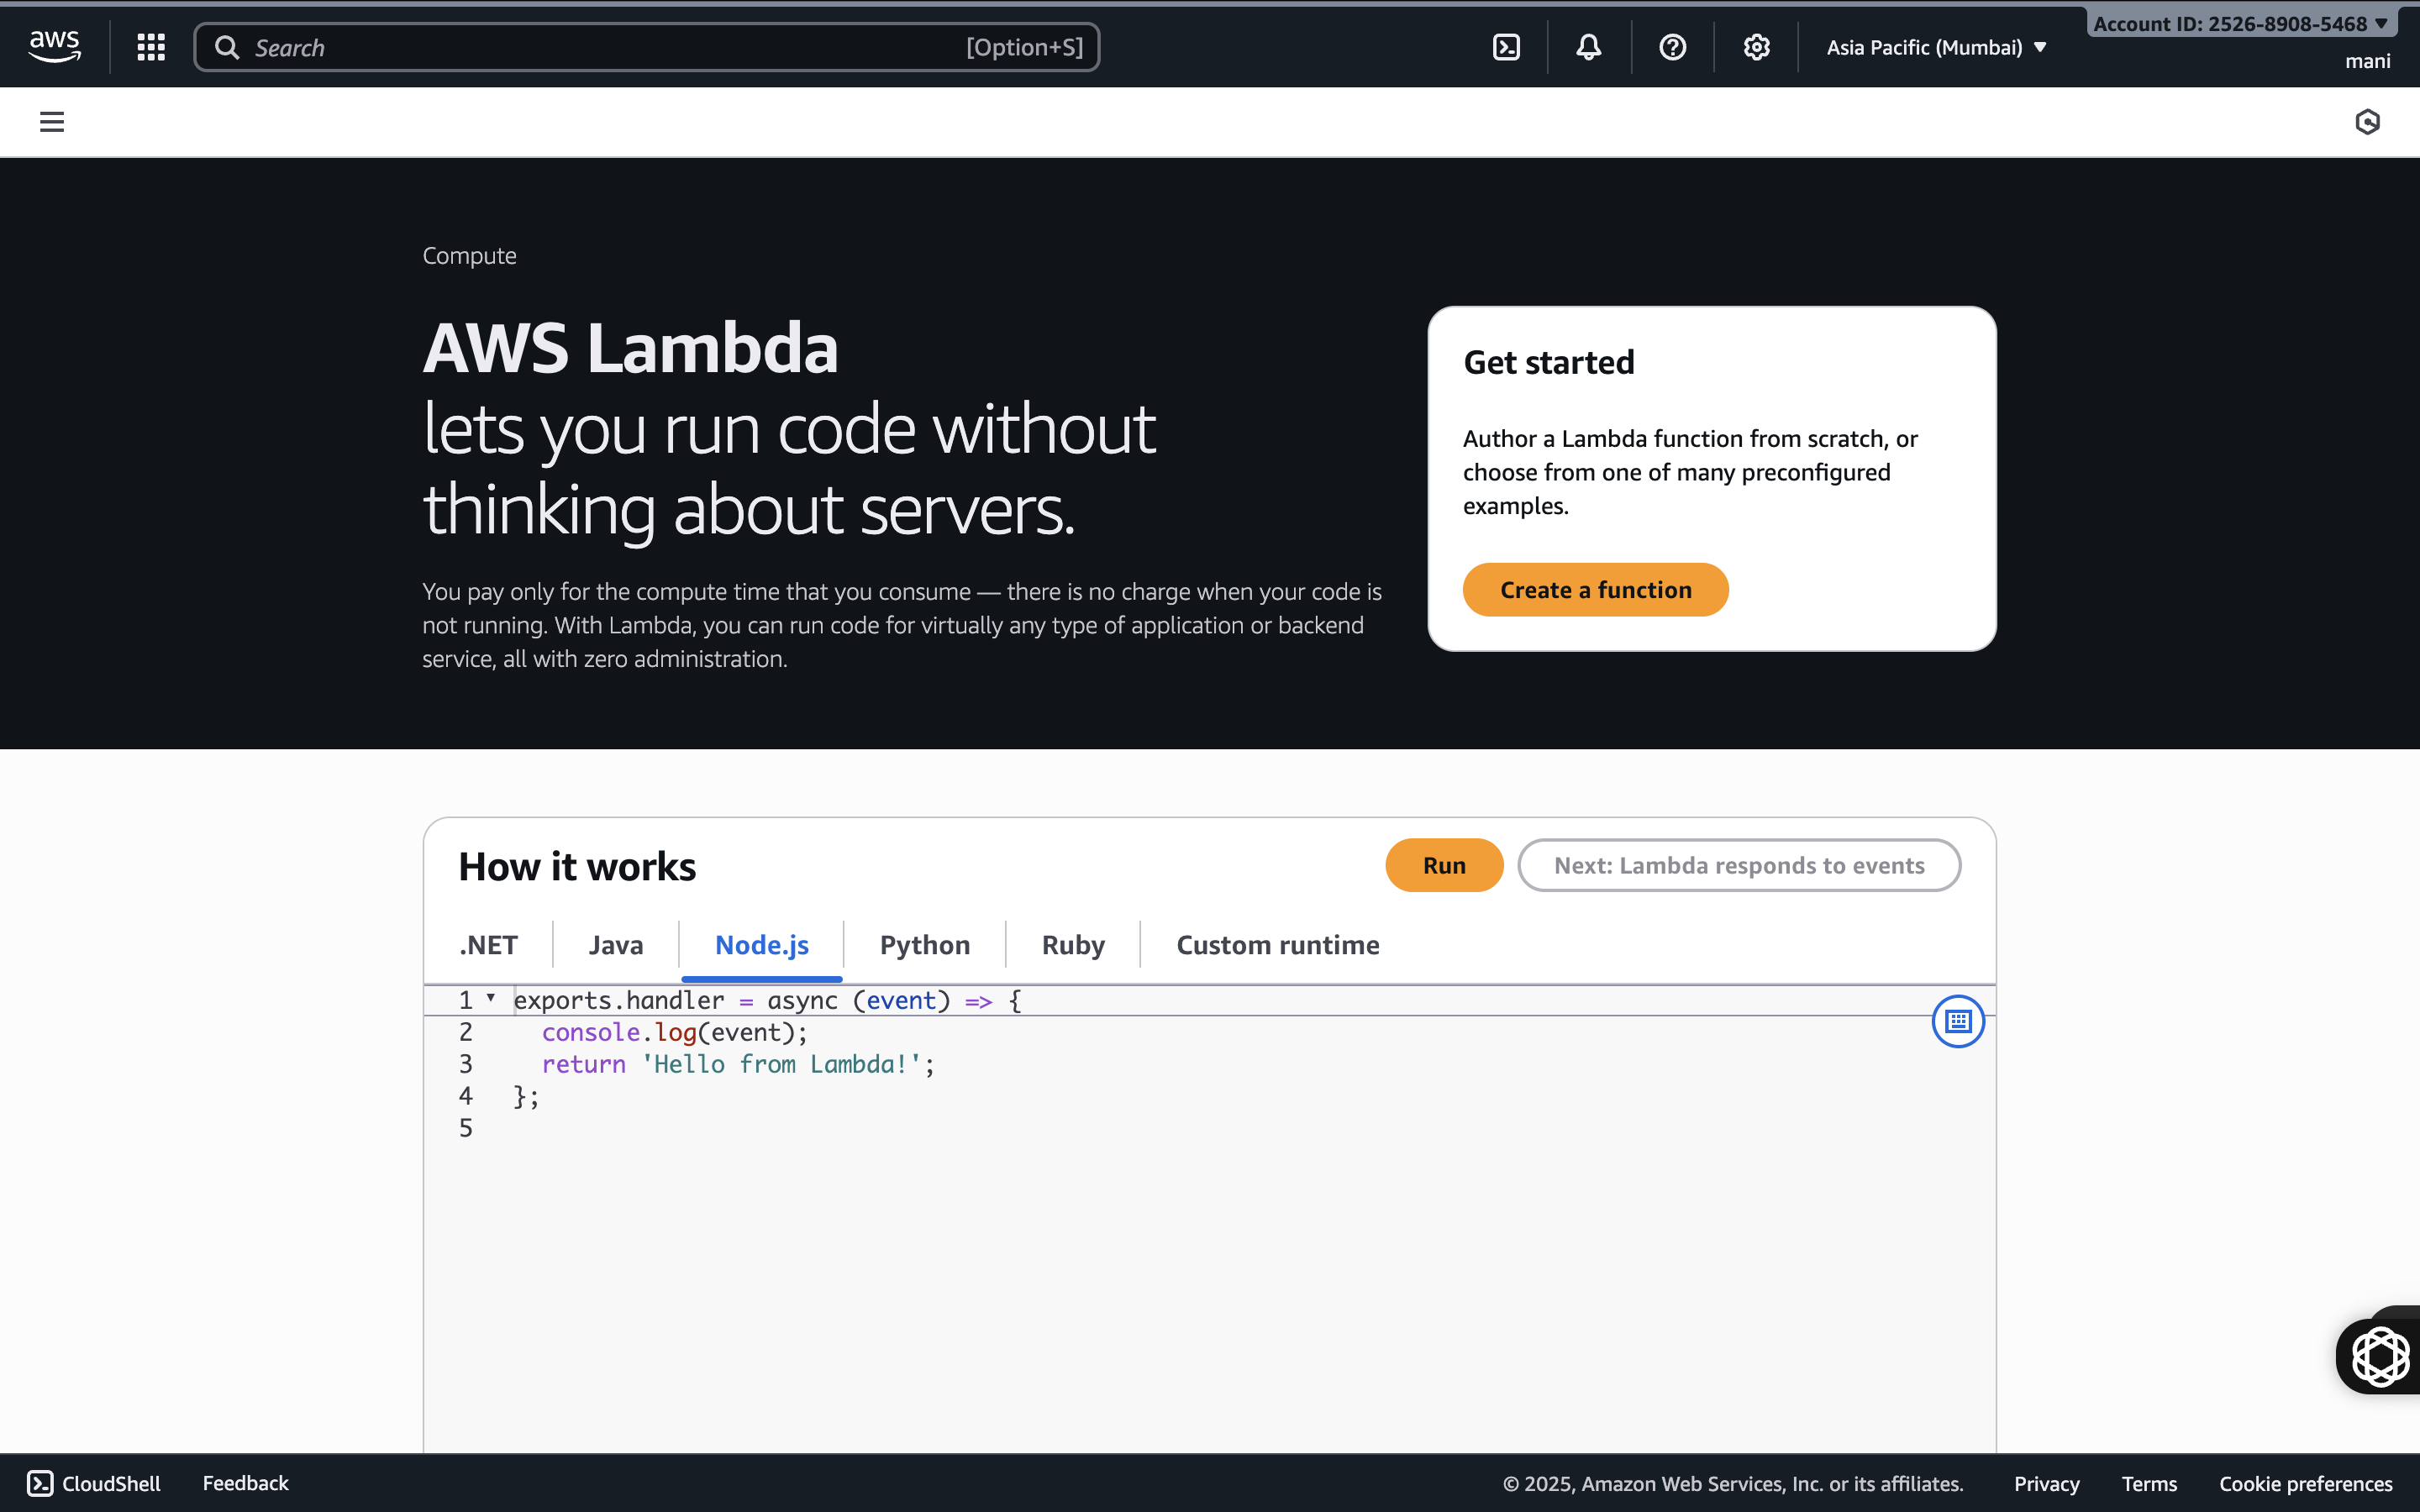 aws
Search [Option+S]
Asia Pacific (Mumbai) ▼
Account ID: 2526-8908-5468 ▼
mani
Compute
AWS Lambda
lets you run code without
thinking about servers.
You pay only for the compute time that you consume — there is no charge when your code is
not running. With Lambda, you can run code for virtually any type of application or backend
service, all with zero administration.
Get started
Author a Lambda function from scratch, or
choose from one of many preconfigured
examples.
Create a function
How it works
Run
Next: Lambda responds to events
.NET Java Node.js Python Ruby Custom runtime
1 exports.handler = async (event) => {
2   console.log(event);
3   return 'Hello from Lambda!';
4 };
5
CloudShell Feedback © 2025, Amazon Web Services, Inc. or its affiliates. Privacy Terms Cookie preferences